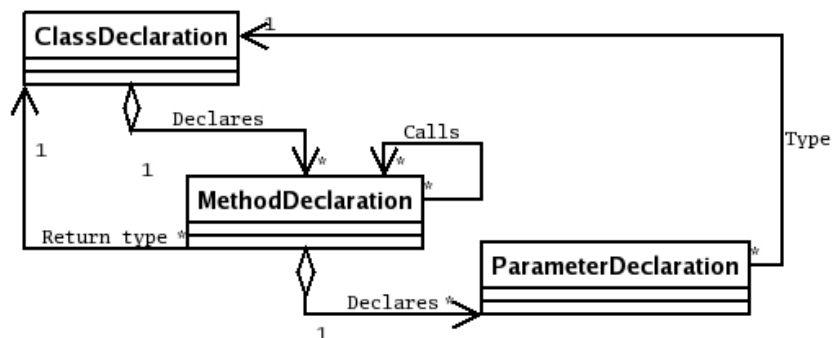 1
ClassDeclaration
Declares
Calls
Type
1
1
*
*
*
MethodDeclaration
Return type *
*
ParameterDeclaration
Declares *
1